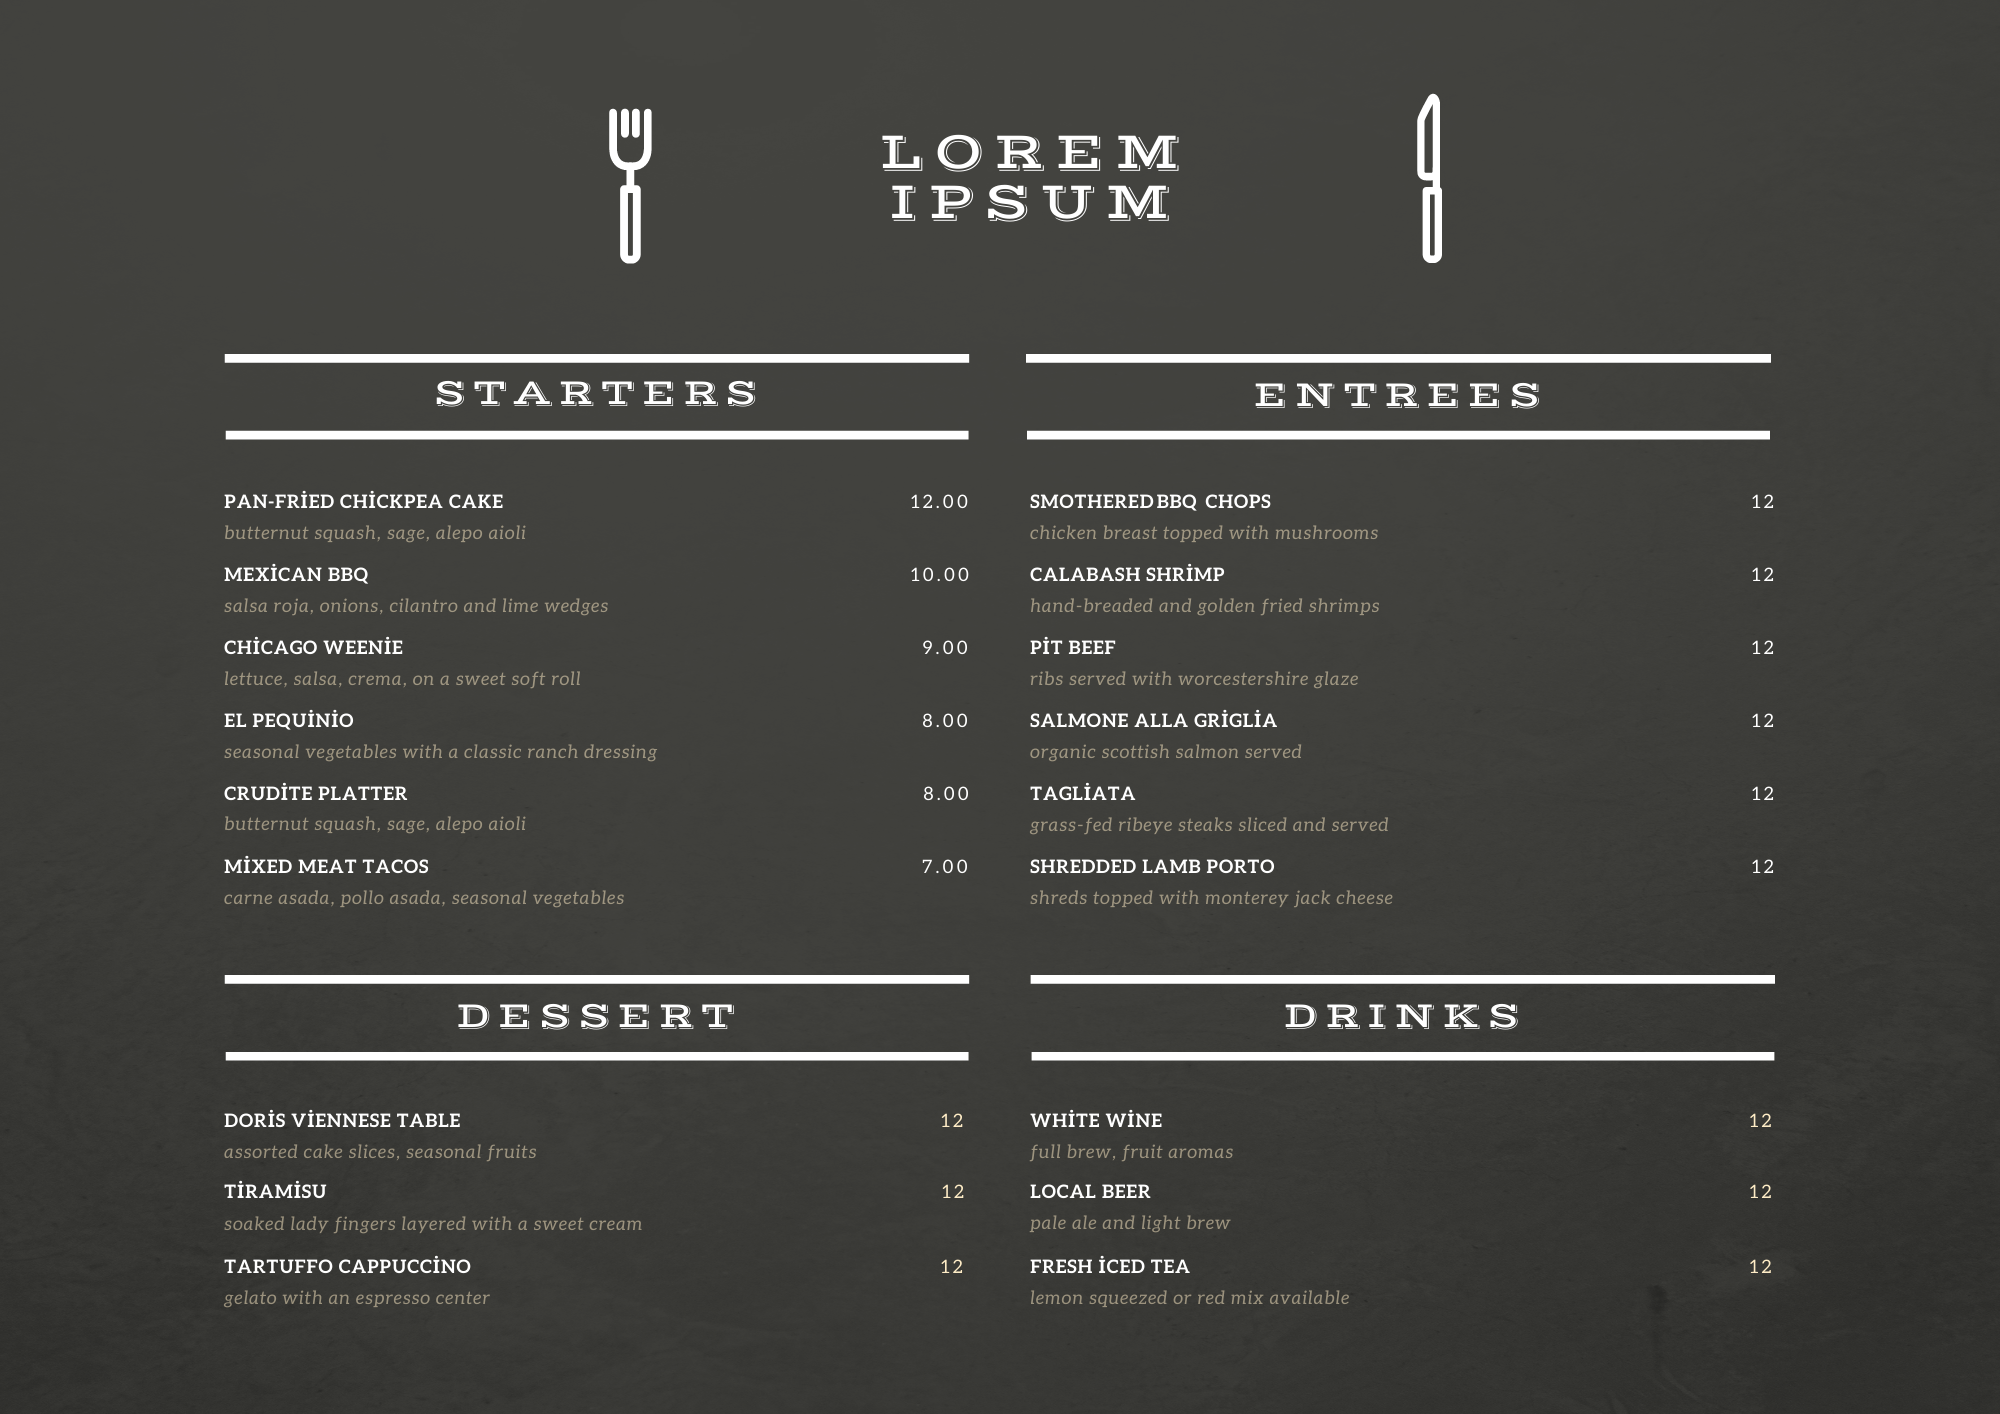 LOREM
IPSUM
STARTERS
PAN-FRİED CHİCKPEA CAKE 12.00
butternut squash, sage, alepo aioli
MEXİCAN BBQ 10.00
salsa roja, onions, cilantro and lime wedges
CHİCAGO WEENİE 9.00
lettuce, salsa, crema, on a sweet soft roll
EL PEQUİNİO 8.00
seasonal vegetables with a classic ranch dressing
CRUDİTE PLATTER 8.00
butternut squash, sage, alepo aioli
MİXED MEAT TACOS 7.00
carne asada, pollo asada, seasonal vegetables
ENTREES
SMOTHERED BBQ CHOPS 12
chicken breast topped with mushrooms
CALABASH SHRİMP 12
hand-breaded and golden fried shrimps
PİT BEEF 12
ribs served with worcestershire glaze
SALMONE ALLA GRİGLİA 12
organic scottish salmon served
TAGLİATA 12
grass-fed ribeye steaks sliced and served
SHREDDED LAMB PORTO 12
shreds topped with monterey jack cheese
DESSERT
DORİS VİENNESE TABLE 12
assorted cake slices, seasonal fruits
TİRAMİSU 12
soaked lady fingers layered with a sweet cream
TARTUFFO CAPPUCCİNO 12
gelato with an espresso center
DRINKS
WHİTE WİNE 12
full brew, fruit aromas
LOCAL BEER 12
pale ale and light brew
FRESH İCED TEA 12
lemon squeezed or red mix available